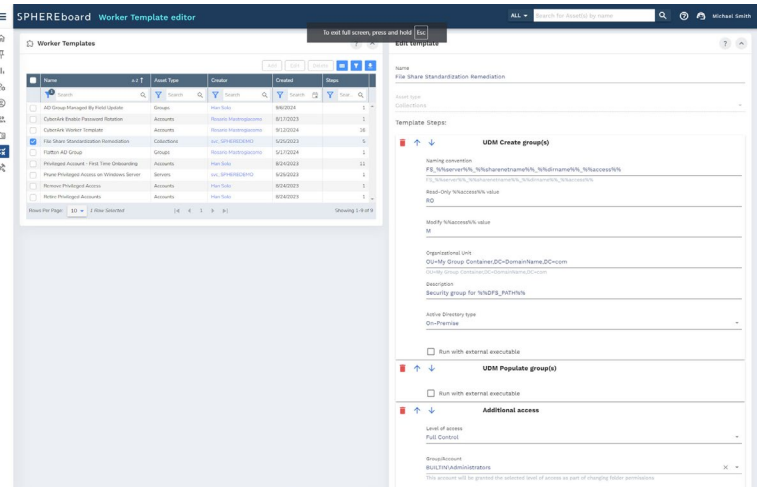 SPHEREboard Worker Template editor
ALL
Search for Asset(s) by name
Michael Smith
To exit full screen, press and hold Esc
Worker Templates
Add
Edit
Delete
Name a-z Asset Type Creator Created Steps
Search Search Search Search Sear
AD Group Managed By Field Update Groups Han Solo 9/6/2024 1
CyberArk Enable Password Rotation Accounts Rosario Mastrogiacomo 8/17/2023 1
CyberArk Worker Template Accounts Rosario Mastrogiacomo 9/12/2024 16
File Share Standardization Remediation Collections svc_SPHEREDEMO 5/25/2023 5
Flatten AD Group Groups Rosario Mastrogiacomo 5/17/2024 1
Privileged Account - First Time Onboarding Accounts Han Solo 8/24/2023 11
Prune Privileged Access on Windows Server Servers svc_SPHEREDEMO 9/26/2023 1
Remove Privileged Access Accounts Han Solo 8/24/2023 1
Retire Privileged Accounts Accounts Han Solo 8/24/2023 1
Rows Per Page: 10 1 Row Selected 1 Showing 1-9 of 9
Edit template
Name
File Share Standardization Remediation
Asset type
Collections
Template Steps:
UDM Create group(s)
Naming convention
FS_%%server%%_%%sharenetname%%_%%dirname%%_%%access%%
FS_%%server%%_%%sharenetname%%_%%dirname%%_%%access%%
Read-Only %%access%% value
RO
Modify %%access%% value
M
Organizational Unit
OU=My Group Container,DC=DomainName,DC=com
OU=My Group Container,DC=DomainName,DC=com
Description
Security group for %%DFS_PATH%%
Active Directory type
On-Premise
Run with external executable
UDM Populate group(s)
Run with external executable
Additional access
Level of access
Full Control
Group/Account
BUILTIN\Administrators
This account will be granted the selected level of access as part of changing folder permissions